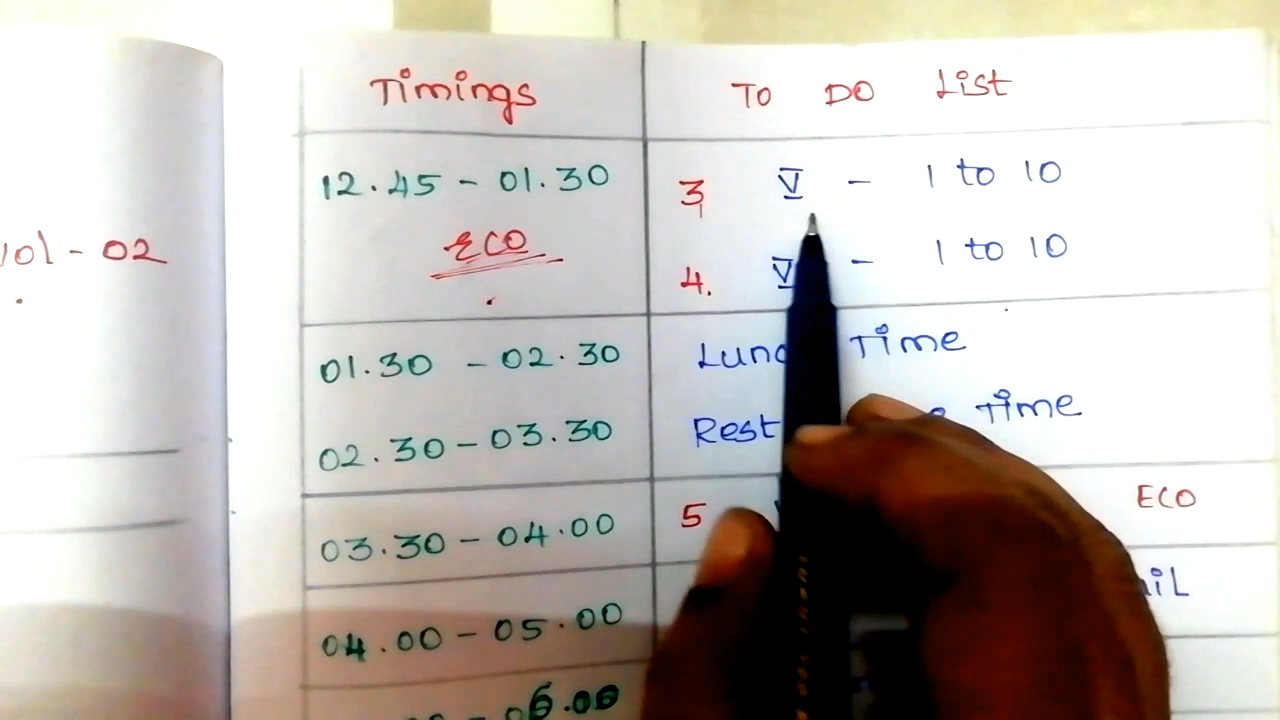 Timings TO DO List
vol - 02
12.45 - 01.30 3 V - 1 to 10
ECO
4. - 1 to 10
01.30 - 02.30 Time
02.30 - 03.30 Rest Time
03.30 - 04.00 5 ECO
04.00 - 05.00